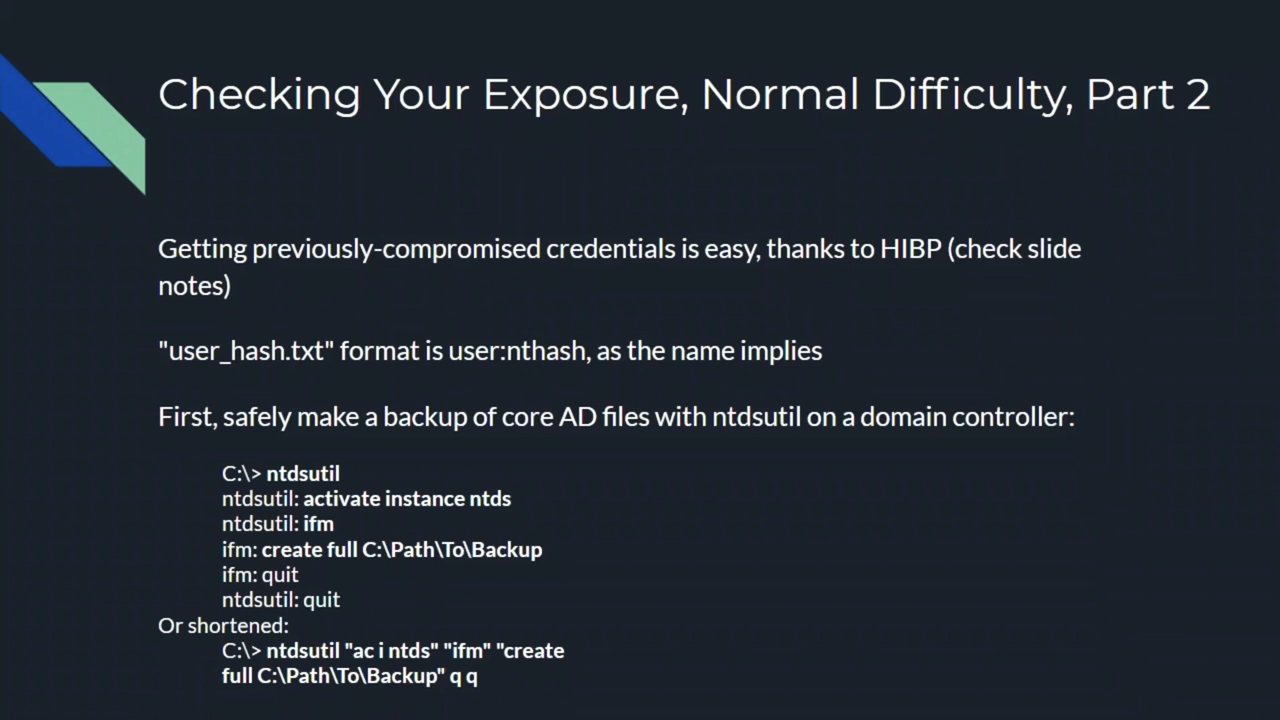 Checking Your Exposure, Normal Difficulty, Part 2
Getting previously-compromised credentials is easy, thanks to HIBP (check slide
notes)
"user_hash.txt" format is user:nthash, as the name implies
First, safely make a backup of core AD files with ntdsutil on a domain controller:
C:\> ntdsutil
ntdsutil: activate instance ntds
ntdsutil: ifm
ifm: create full C:\Path\To\Backup
ifm: quit
ntdsutil: quit
Or shortened:
C:\> ntdsutil "ac i ntds" "ifm" "create
full C:\Path\To\Backup" q q